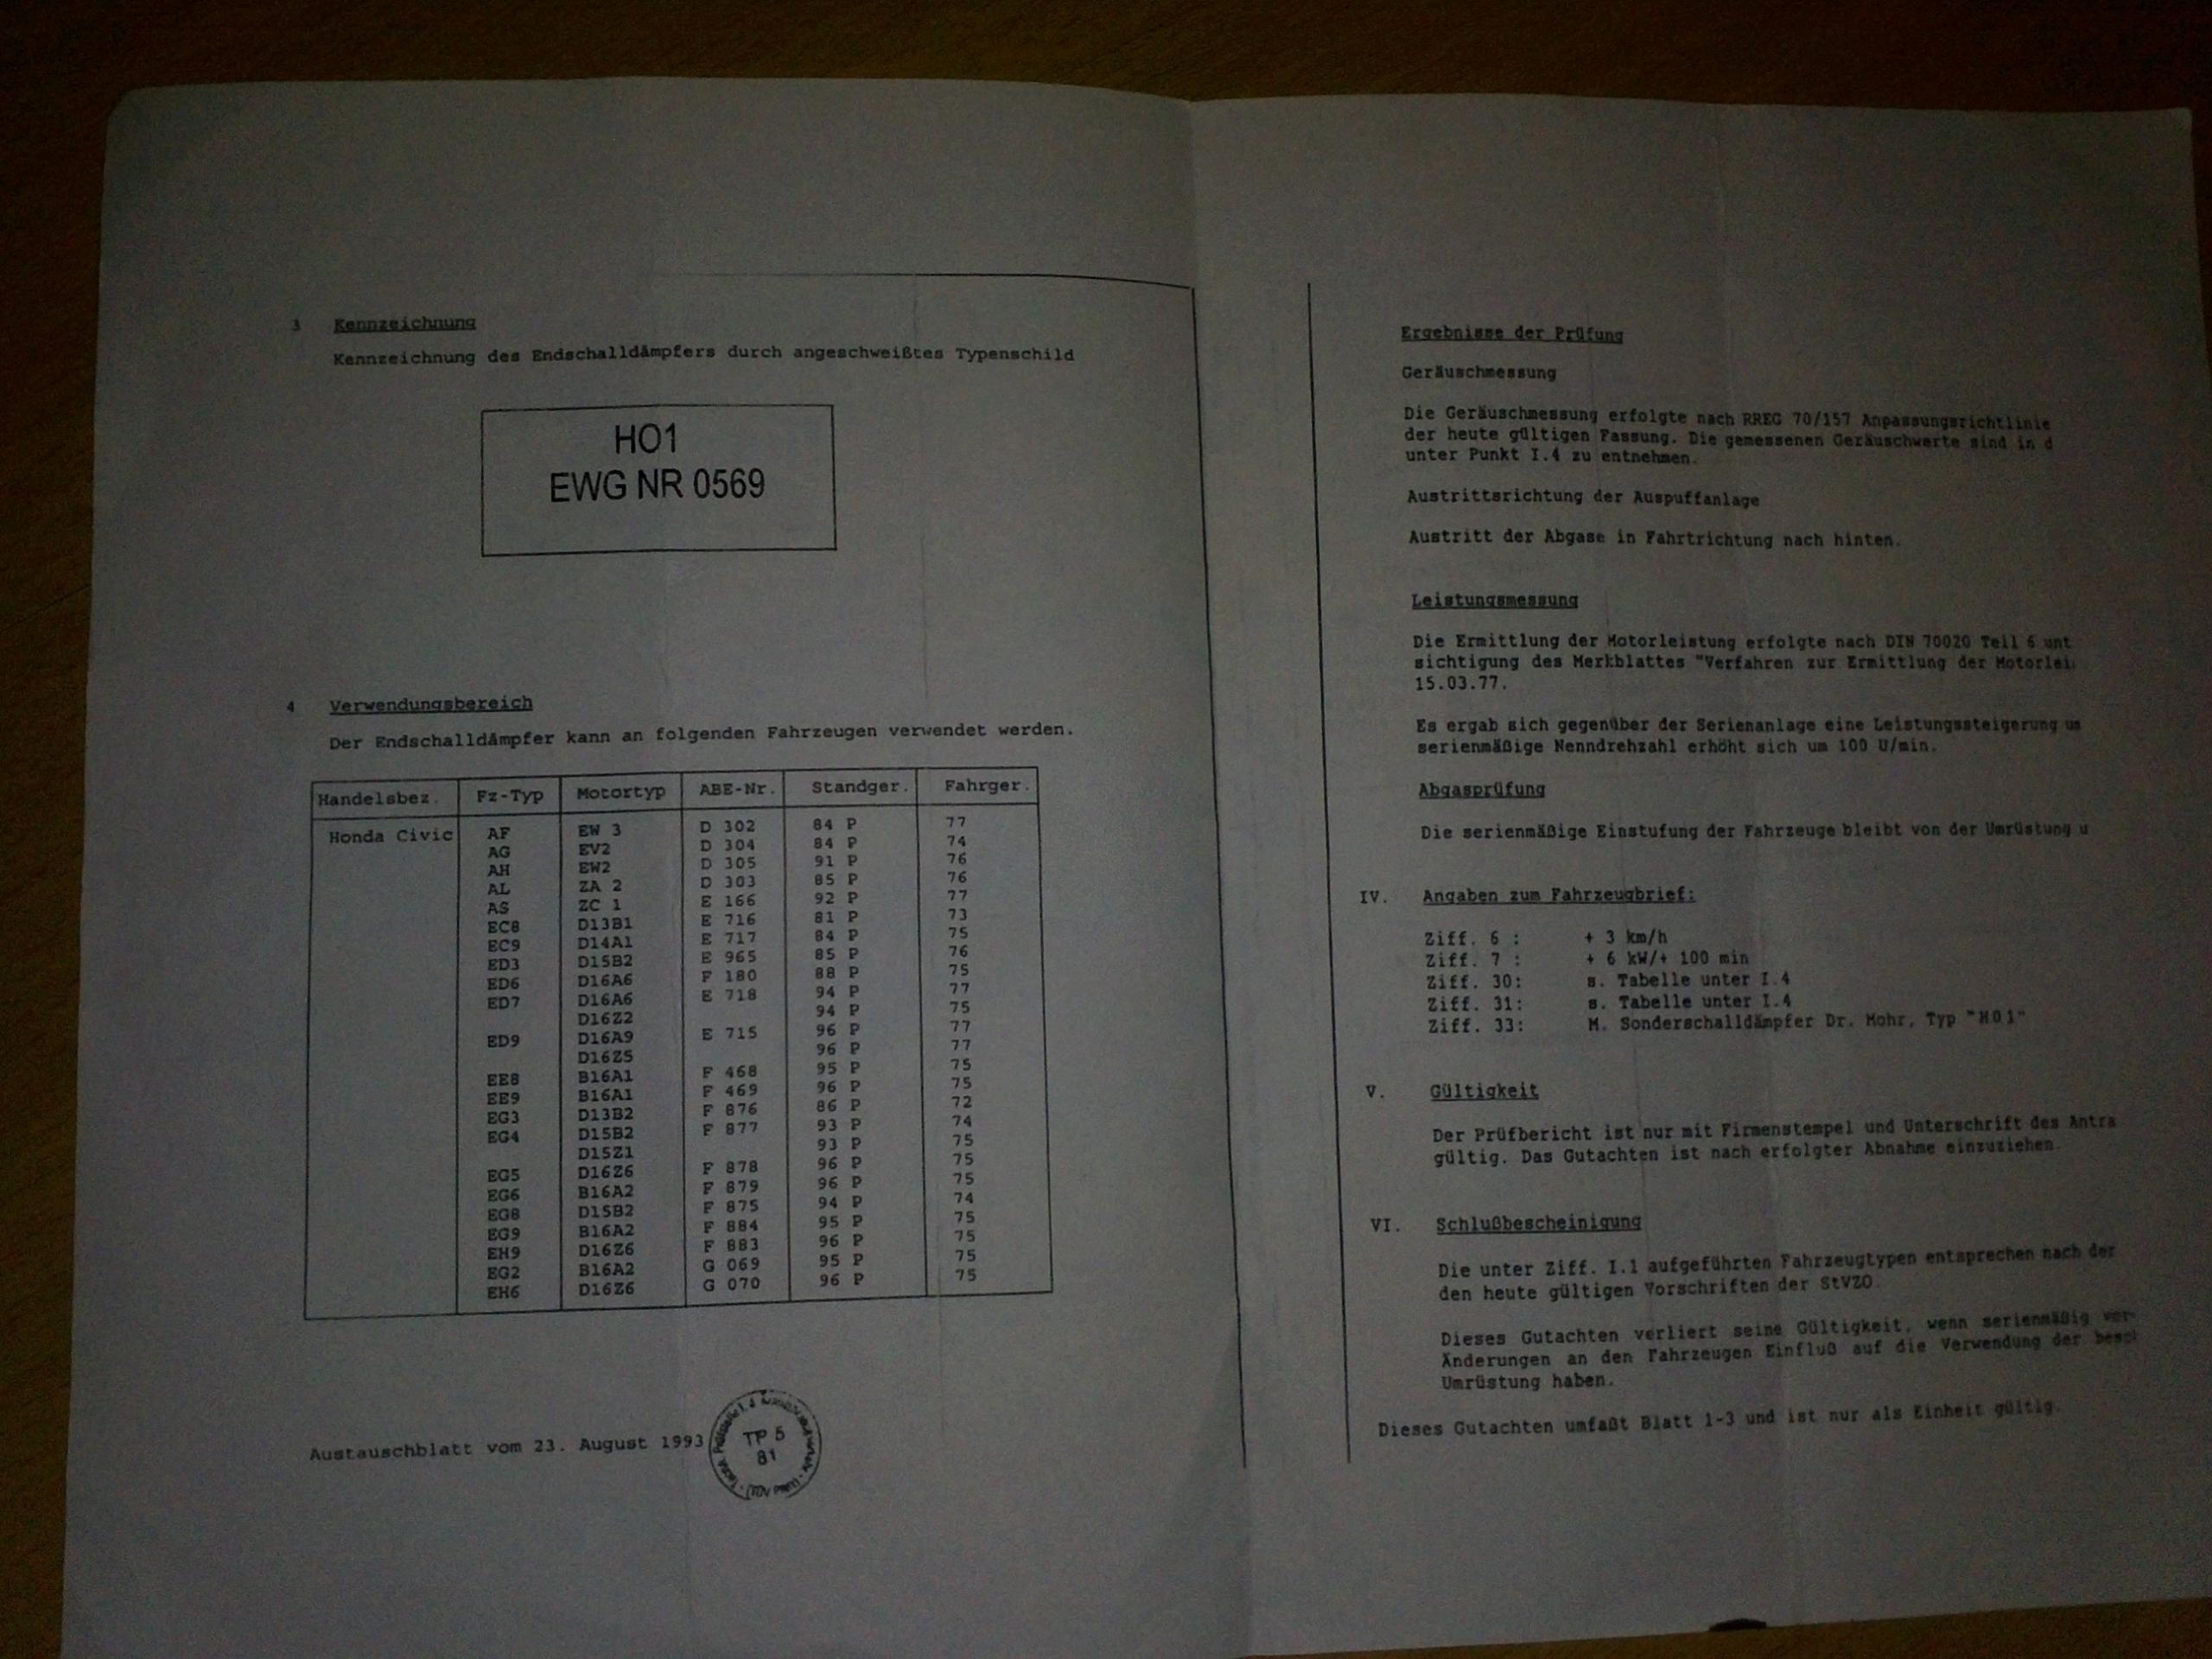 3 Kennzeichnung
Kennzeichnung des Endschalldämpfers durch angeschweißtes Typenschild
HO1
EWG NR 0569
4 Verwendungsbereich
Der Endschalldämpfer kann an folgenden Fahrzeugen verwendet werden.
Handelsbez. Fz-Typ Motortyp ABE-Nr. Standger. Fahrger.
Honda Civic AF EW 3 D 302 84 P 77
AG EV2 D 304 84 P 74
AH EW2 D 305 91 P 76
AL ZA 2 D 303 85 P 76
AS ZC 1 E 166 92 P 77
EC8 D13B1 E 716 81 P 73
EC9 D14A1 E 717 84 P 75
ED3 D15B2 E 965 85 P 76
ED6 D16A6 F 180 88 P 75
ED7 D16A6 E 718 94 P 77
D16Z2 94 P 75
ED9 D16A9 E 715 96 P 77
D16Z5 96 P 77
EE8 B16A1 F 468 95 P 75
EE9 B16A1 F 469 96 P 75
EG3 D13B2 F 876 86 P 72
EG4 D15B2 F 877 93 P 74
D15Z1 93 P 75
EG5 D16Z6 F 878 96 P 75
EG6 B16A2 F 879 96 P 75
EG8 D15B2 F 875 94 P 74
EG9 B16A2 F 884 95 P 75
EH9 D16Z6 F 883 96 P 75
EG2 B16A2 G 069 95 P 75
EH6 D16Z6 G 070 96 P 75
Austauschblatt vom 23. August 1993
TP 5
81
Ergebnisse der Prüfung
Geräuschmessung
Die Geräuschmessung erfolgte nach RREG 70/157 Anpassungsrichtlinie
der heute gültigen Fassung. Die gemessenen Geräuschwerte sind in d
unter Punkt I.4 zu entnehmen.
Austrittsrichtung der Auspuffanlage
Austritt der Abgase in Fahrtrichtung nach hinten.
Leistungsmessung
Die Ermittlung der Motorleistung erfolgte nach DIN 70020 Teil 6 unt
sichtigung des Merkblattes "Verfahren zur Ermittlung der Motorlei
15.03.77.
Es ergab sich gegenüber der Serienanlage eine Leistungssteigerung um
serienmäßige Nenndrehzahl erhöht sich um 100 U/min.
Abgasprüfung
Die serienmäßige Einstufung der Fahrzeuge bleibt von der Umrüstung u
IV. Angaben zum Fahrzeugbrief:
Ziff. 6 : + 3 km/h
Ziff. 7 : + 6 kW/+ 100 min
Ziff. 30: s. Tabelle unter I.4
Ziff. 31: s. Tabelle unter I.4
Ziff. 33: M. Sonderschalldämpfer Dr. Mohr, Typ "H01"
V. Gültigkeit
Der Prüfbericht ist nur mit Firmenstempel und Unterschrift des Antra
gültig. Das Gutachten ist nach erfolgter Abnahme einzuziehen.
VI. Schlußbescheinigung
Die unter Ziff. I.1 aufgeführten Fahrzeugtypen entsprechen nach der
den heute gültigen Vorschriften der StVZO.
Dieses Gutachten verliert seine Gültigkeit, wenn serienmäßig vor
Änderungen an den Fahrzeugen Einfluß auf die Verwendung der besc
Umrüstung haben.
Dieses Gutachten umfaßt Blatt 1-3 und ist nur als Einheit gültig.